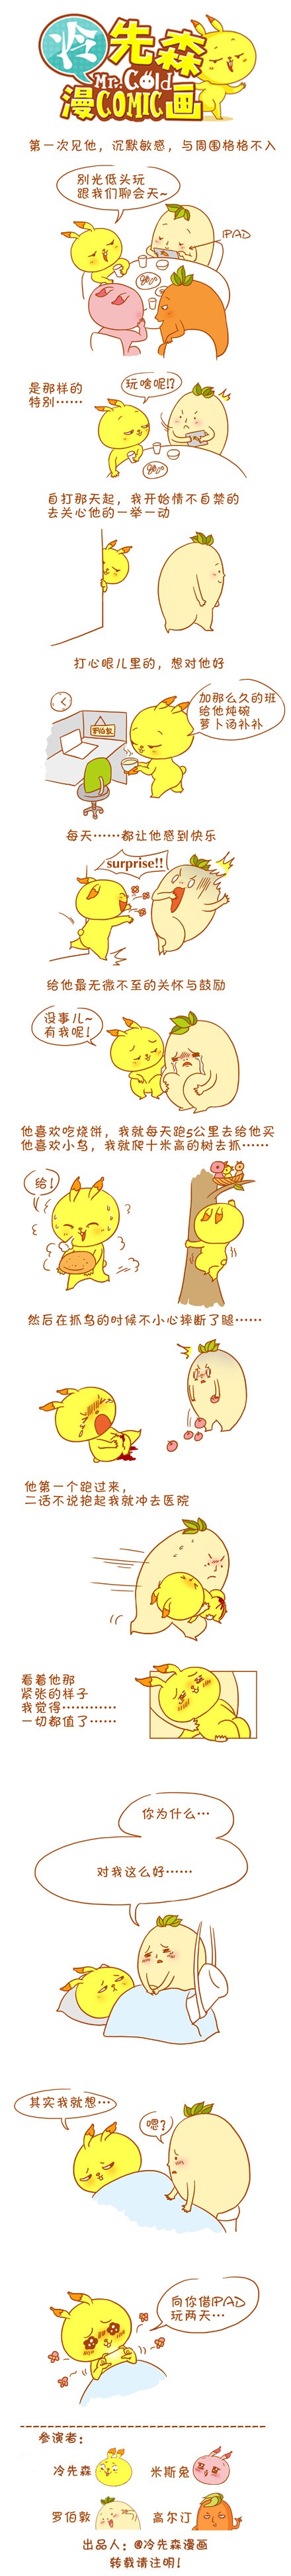 冷先森
Mr. Cold
漫COMIC画
第一次见他，沉默敏感，与周围格格不入
别光低头玩
跟我们聊会天~
IPAD
是那样的
特别……
玩啥呢!?
自打那天起，我开始情不自禁的
去关心他的一举一动
打心眼儿里的，想对他好
罗伯敦
加那么久的班
给他炖碗
萝卜汤补补
每天……都让他感到快乐
surprise!!
给他最无微不至的关怀与鼓励
没事儿~
有我呢!
他喜欢吃烧饼，我就每天跑5公里去给他买
他喜欢小鸟，我就爬十米高的树去抓……
给!
然后在抓鸟的时候不小心摔断了腿……
他第一个跑过来，
二话不说抱起我就冲去医院
看着他那
紧张的样子
我觉得…………
一切都值了……
你为什么…
对我这么好……
其实我就想…
嗯?
向你借IPAD
玩两天…
参演者：
冷先森
米斯兔
罗伯敦
高尔汀
出品人：@冷先森漫画
转载请注明!